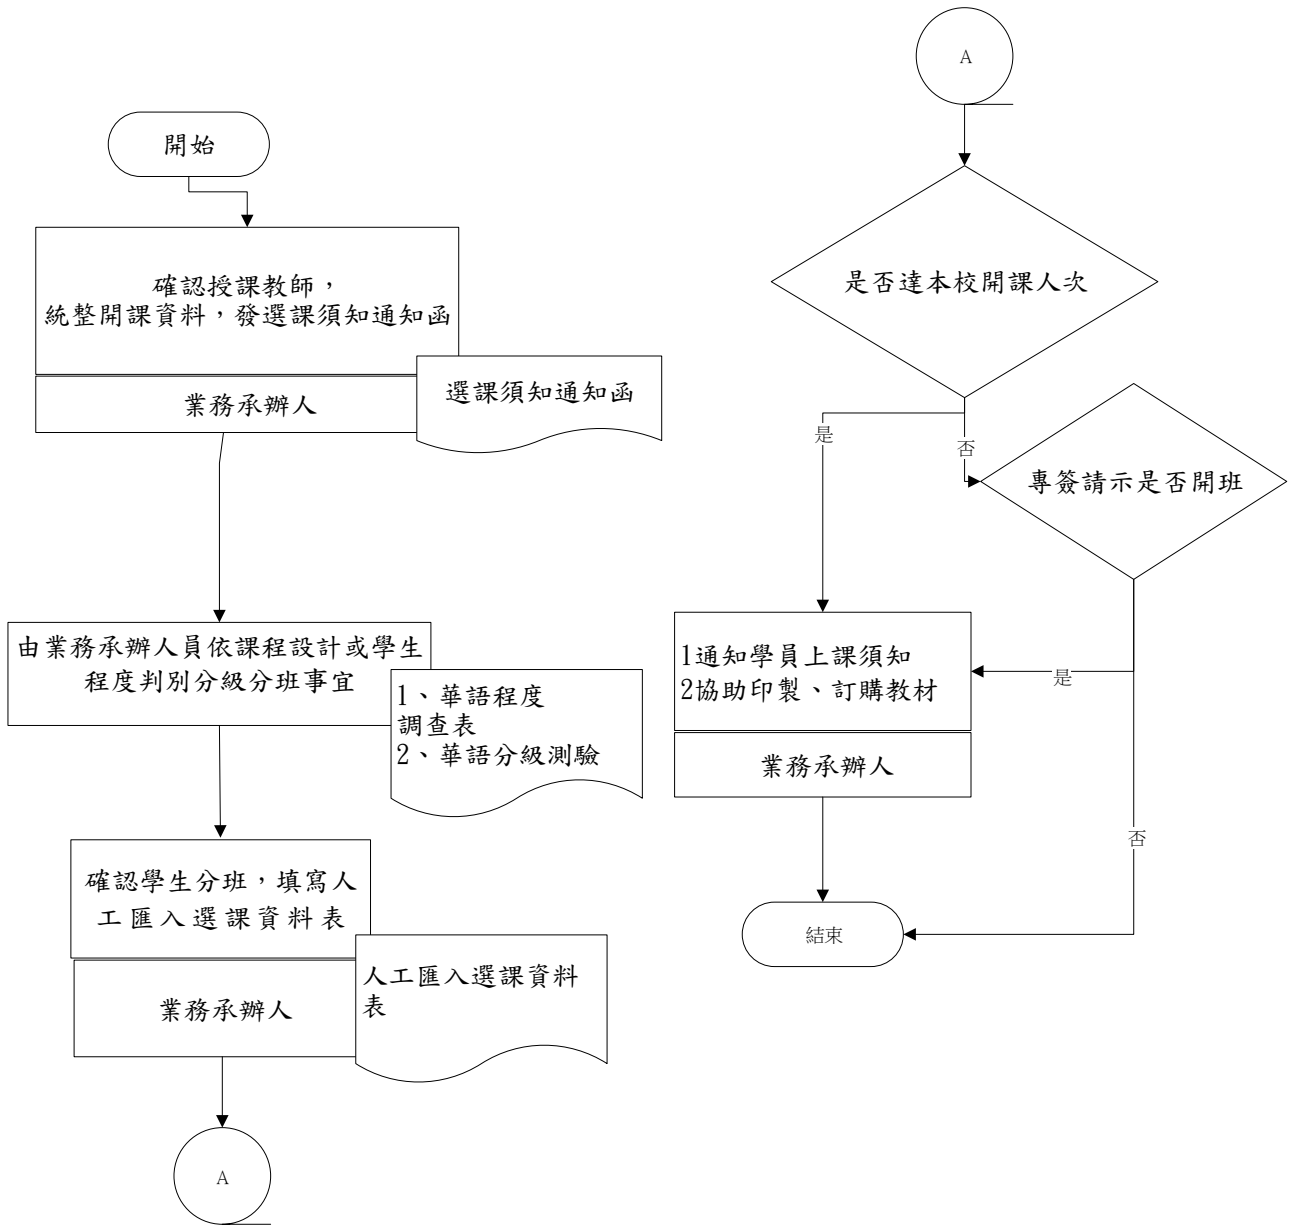 開始
確認授課教師，
統整開課資料，發選課須知通知函
業務承辦人
選課須知通知函
由業務承辦人員依課程設計或學生
程度判別分級分班事宜
1、華語程度
調查表
2、華語分級測驗
確認學生分班，填寫人
工匯入選課資料表
業務承辦人
人工匯入選課資料
表
A
A
是否達本校開課人次
是
否
專簽請示是否開班
1通知學員上課須知
2協助印製、訂購教材
是
業務承辦人
否
結束